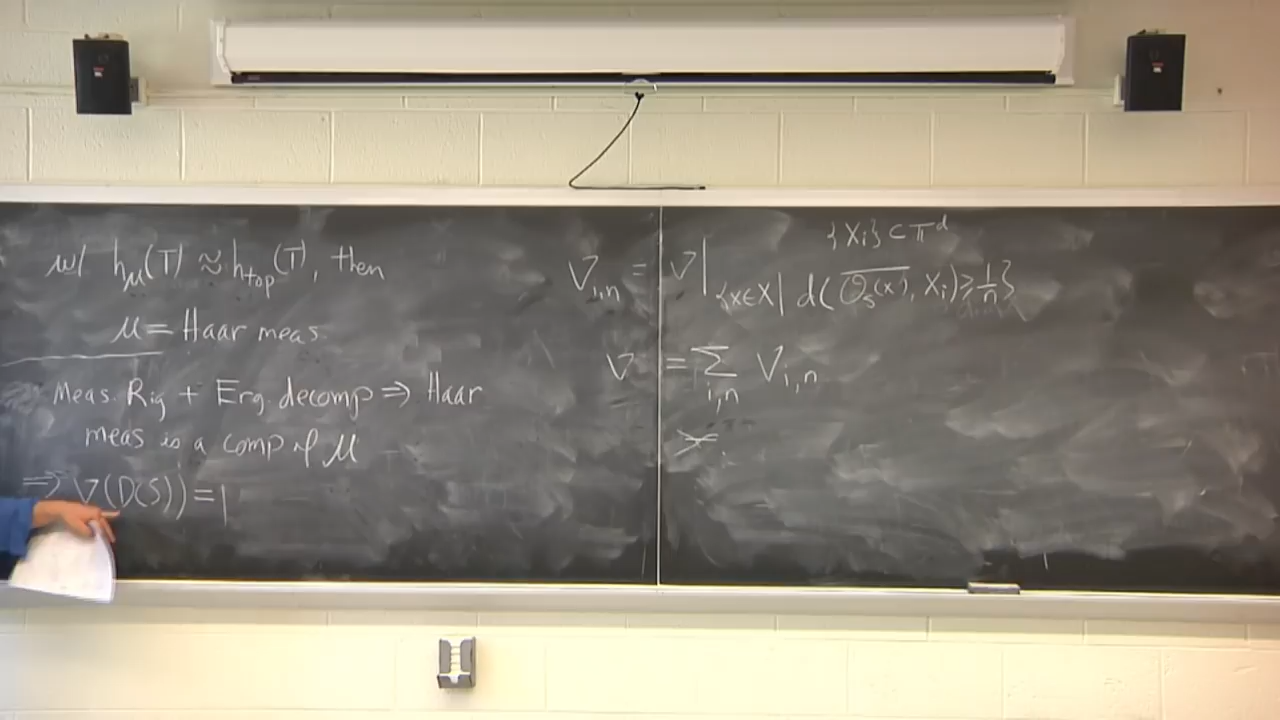 w/ hμ(T) ≈ htop(T), then
μ = Haar meas.
Meas. Rig + Erg. decomp ⇒ Haar
meas is a comp of μ
⇒ ν(D(S)) = 1
{xi} ⊂ 𝕋^d
νi,n = ν|{x∈X | d(\overline{𝒪s(x)}, xi) ≥ 1/n}
ν = Σi,n νi,n